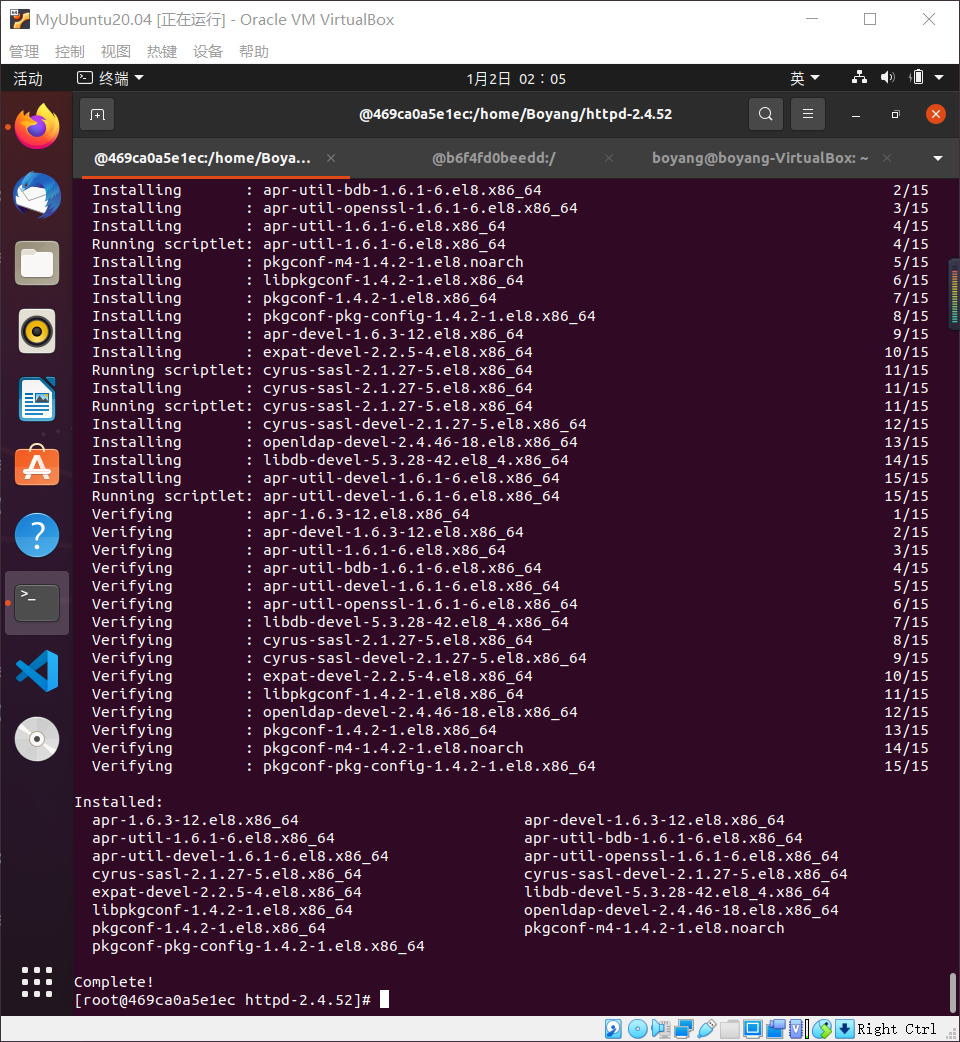 MyUbuntu20.04 [正在运行] - Oracle VM VirtualBox
管理 控制 视图 热键 设备 帮助
活动 终端 1月2日 02：05 英
@469ca0a5e1ec:/home/Boyang/httpd-2.4.52
@469ca0a5e1ec:/home/Boya... @b6f4fd0beedd:/ boyang@boyang-VirtualBox: ~
Installing : apr-util-bdb-1.6.1-6.el8.x86_64 2/15
Installing : apr-util-openssl-1.6.1-6.el8.x86_64 3/15
Installing : apr-util-1.6.1-6.el8.x86_64 4/15
Running scriptlet: apr-util-1.6.1-6.el8.x86_64 4/15
Installing : pkgconf-m4-1.4.2-1.el8.noarch 5/15
Installing : libpkgconf-1.4.2-1.el8.x86_64 6/15
Installing : pkgconf-1.4.2-1.el8.x86_64 7/15
Installing : pkgconf-pkg-config-1.4.2-1.el8.x86_64 8/15
Installing : apr-devel-1.6.3-12.el8.x86_64 9/15
Installing : expat-devel-2.2.5-4.el8.x86_64 10/15
Running scriptlet: cyrus-sasl-2.1.27-5.el8.x86_64 11/15
Installing : cyrus-sasl-2.1.27-5.el8.x86_64 11/15
Running scriptlet: cyrus-sasl-2.1.27-5.el8.x86_64 11/15
Installing : cyrus-sasl-devel-2.1.27-5.el8.x86_64 12/15
Installing : openldap-devel-2.4.46-18.el8.x86_64 13/15
Installing : libdb-devel-5.3.28-42.el8_4.x86_64 14/15
Installing : apr-util-devel-1.6.1-6.el8.x86_64 15/15
Running scriptlet: apr-util-devel-1.6.1-6.el8.x86_64 15/15
Verifying : apr-1.6.3-12.el8.x86_64 1/15
Verifying : apr-devel-1.6.3-12.el8.x86_64 2/15
Verifying : apr-util-1.6.1-6.el8.x86_64 3/15
Verifying : apr-util-bdb-1.6.1-6.el8.x86_64 4/15
Verifying : apr-util-devel-1.6.1-6.el8.x86_64 5/15
Verifying : apr-util-openssl-1.6.1-6.el8.x86_64 6/15
Verifying : libdb-devel-5.3.28-42.el8_4.x86_64 7/15
Verifying : cyrus-sasl-2.1.27-5.el8.x86_64 8/15
Verifying : cyrus-sasl-devel-2.1.27-5.el8.x86_64 9/15
Verifying : expat-devel-2.2.5-4.el8.x86_64 10/15
Verifying : libpkgconf-1.4.2-1.el8.x86_64 11/15
Verifying : openldap-devel-2.4.46-18.el8.x86_64 12/15
Verifying : pkgconf-1.4.2-1.el8.x86_64 13/15
Verifying : pkgconf-m4-1.4.2-1.el8.noarch 14/15
Verifying : pkgconf-pkg-config-1.4.2-1.el8.x86_64 15/15
Installed:
apr-1.6.3-12.el8.x86_64 apr-devel-1.6.3-12.el8.x86_64
apr-util-1.6.1-6.el8.x86_64 apr-util-bdb-1.6.1-6.el8.x86_64
apr-util-devel-1.6.1-6.el8.x86_64 apr-util-openssl-1.6.1-6.el8.x86_64
cyrus-sasl-2.1.27-5.el8.x86_64 cyrus-sasl-devel-2.1.27-5.el8.x86_64
expat-devel-2.2.5-4.el8.x86_64 libdb-devel-5.3.28-42.el8_4.x86_64
libpkgconf-1.4.2-1.el8.x86_64 openldap-devel-2.4.46-18.el8.x86_64
pkgconf-1.4.2-1.el8.x86_64 pkgconf-m4-1.4.2-1.el8.noarch
pkgconf-pkg-config-1.4.2-1.el8.x86_64
Complete!
[root@469ca0a5e1ec httpd-2.4.52]#
Right Ctrl